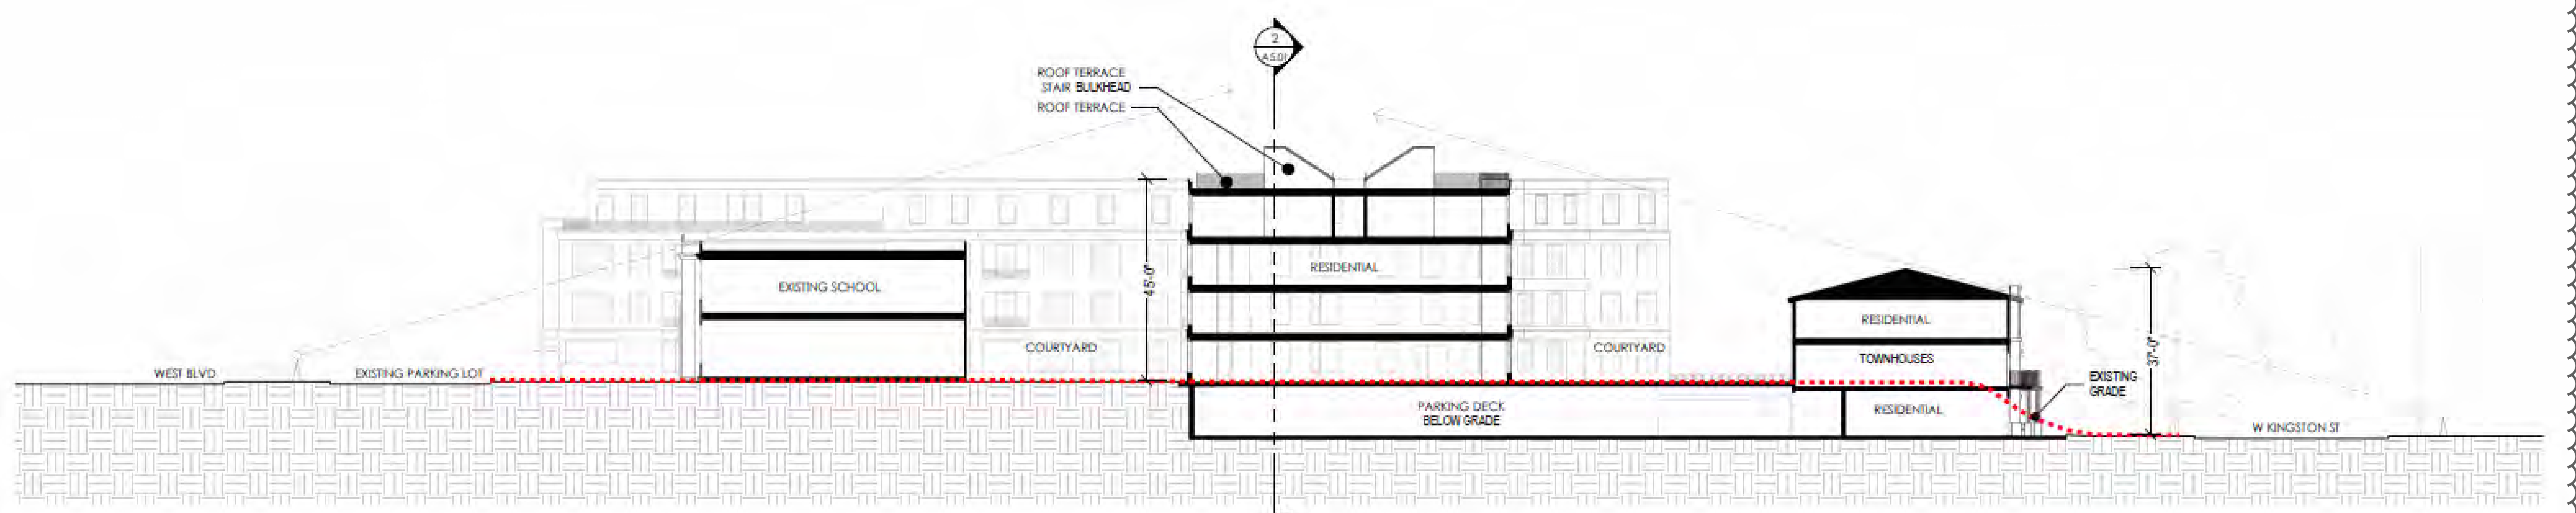 2
A5.01
ROOF TERRACE
STAIR BULKHEAD
ROOF TERRACE
45'-0"
RESIDENTIAL
EXISTING SCHOOL
COURTYARD
COURTYARD
RESIDENTIAL
TOWNHOUSES
37'-0"
WEST BLVD
EXISTING PARKING LOT
EXISTING
GRADE
PARKING DECK
BELOW GRADE
RESIDENTIAL
W KINGSTON ST